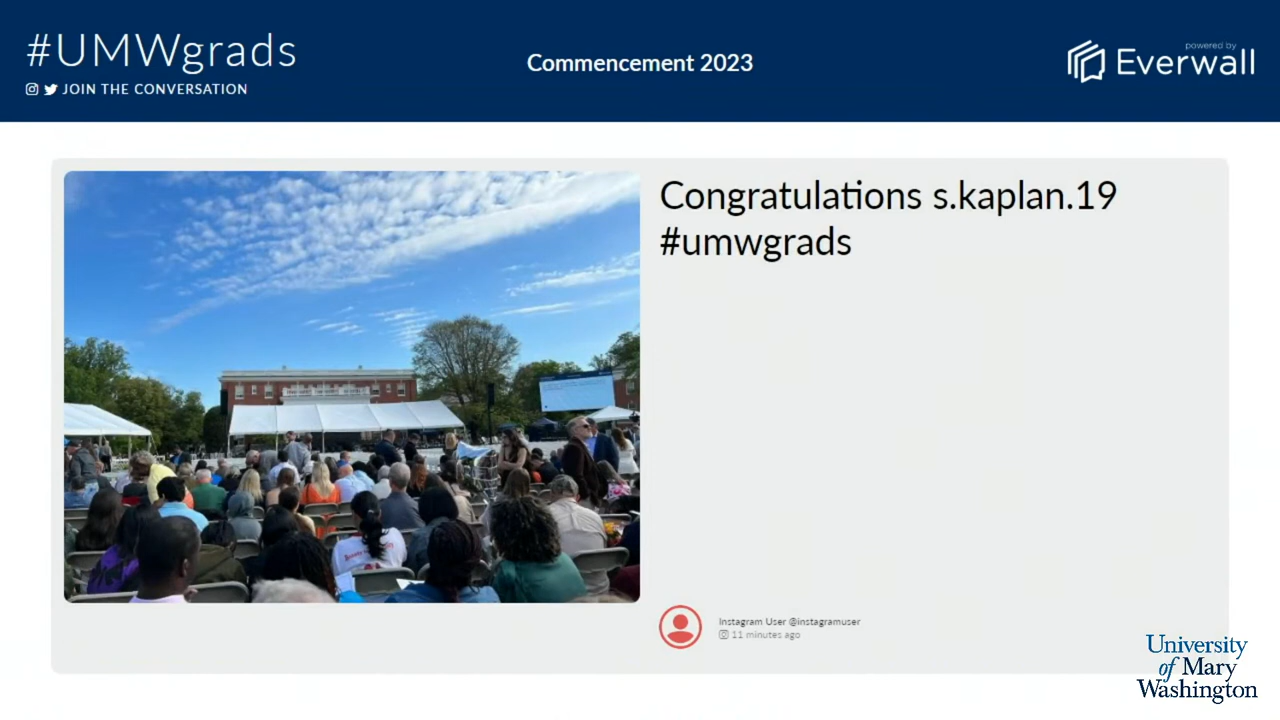 #UMWgrads
JOIN THE CONVERSATION
Commencement 2023
powered by
Everwall
Congratulations s.kaplan.19
#umwgrads
Instagram User @instagramuser
11 minutes ago
University
of Mary
Washington